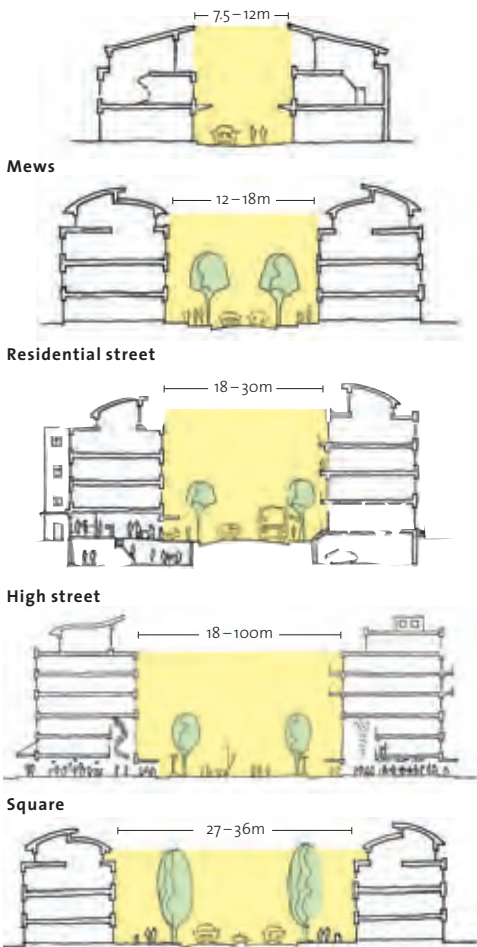 7.5–12m
Mews
12–18m
Residential street
18–30m
High street
18–100m
Square
27–36m